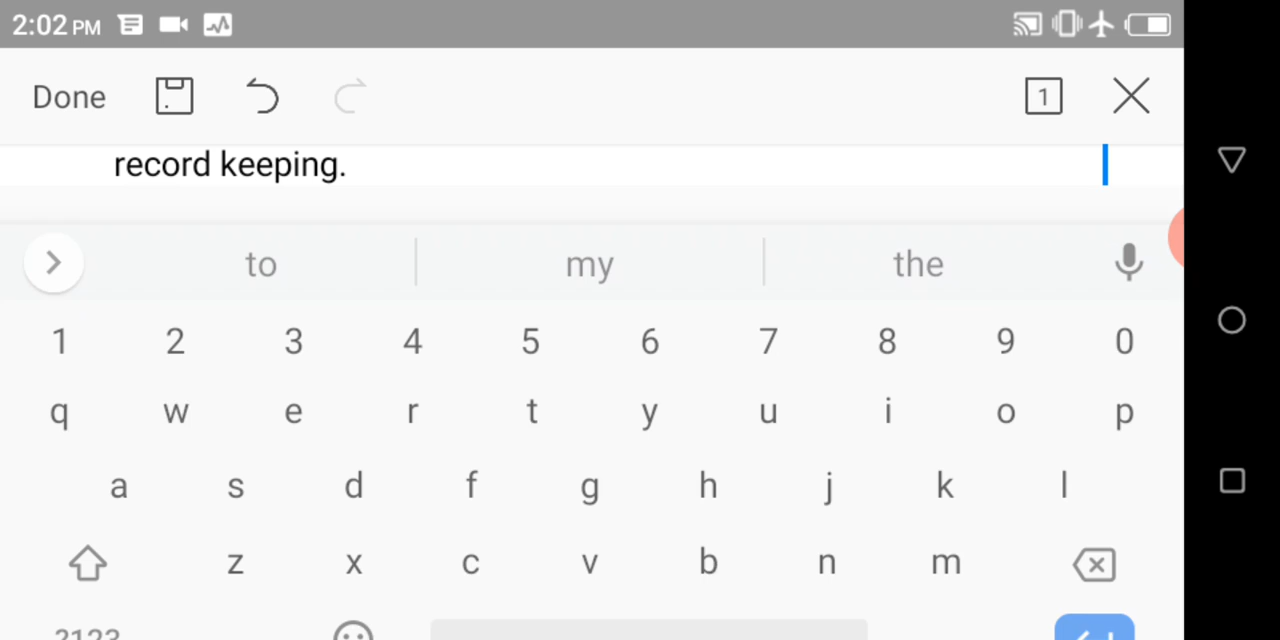 2:02 PM
Done
1
record keeping.
to my the
1 2 3 4 5 6 7 8 9 0
q w e r t y u i o p
a s d f g h j k l
z x c v b n m
?123